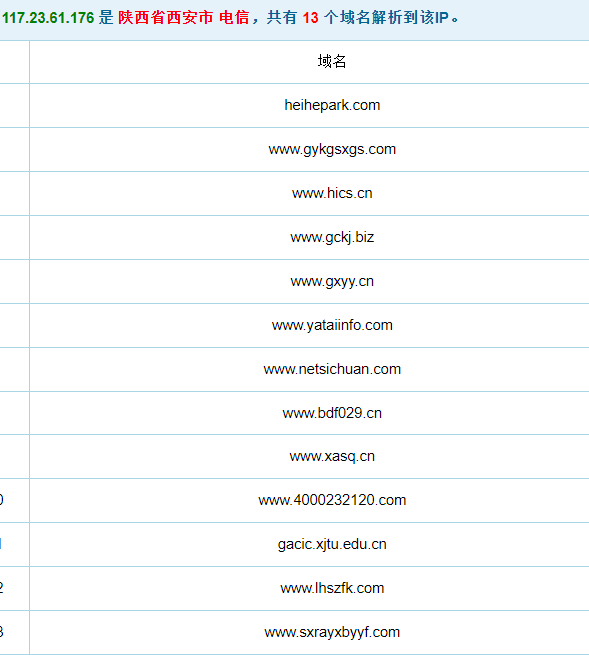 117.23.61.176 是 陕西省西安市 电信，共有 13 个域名解析到该IP。
域名
heihepark.com
www.gykgsxgs.com
www.hics.cn
www.gckj.biz
www.gxyy.cn
www.yataiinfo.com
www.netsichuan.com
www.bdf029.cn
www.xasq.cn
0 www.4000232120.com
gacic.xjtu.edu.cn
2 www.lhszfk.com
3 www.sxrayxbyyf.com